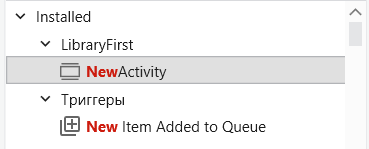 Installed
LibraryFirst
NewActivity
Триггеры
New Item Added to Queue